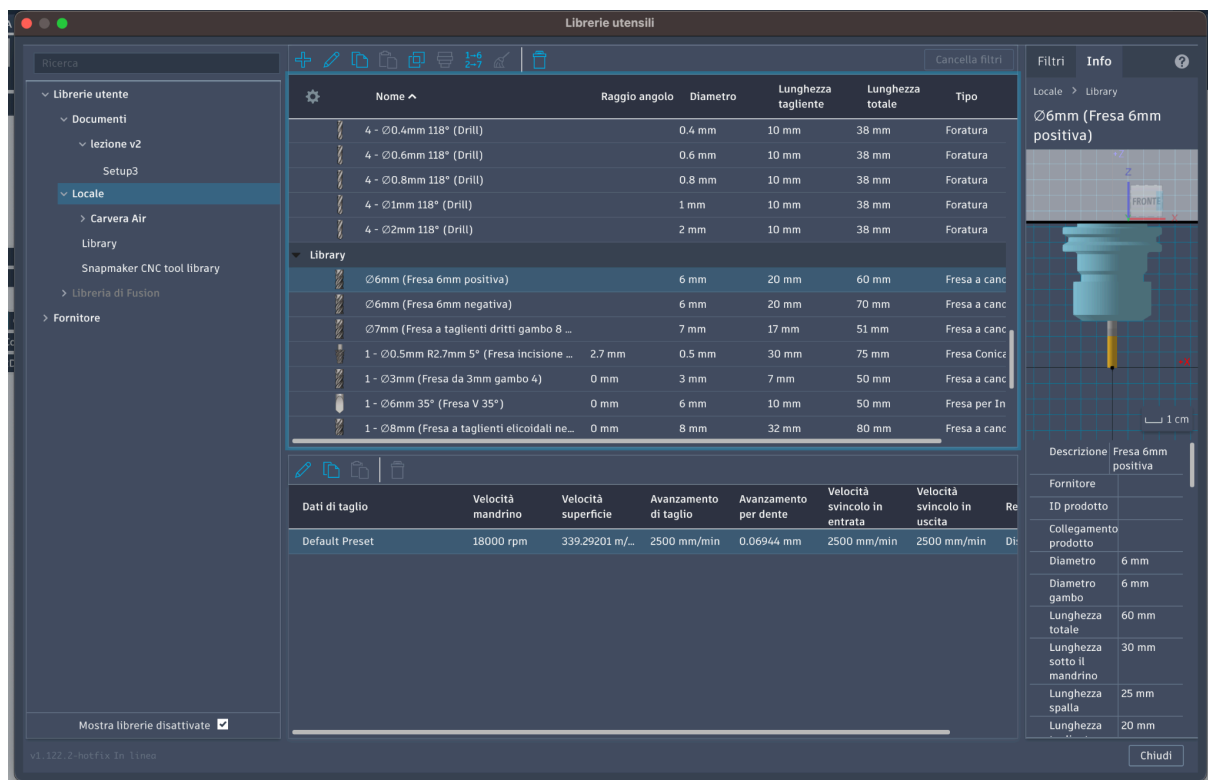 Librerie utensili
Ricerca
Librerie utente
Documenti
lezione v2
Setup3
Locale
Carvera Air
Library
Snapmaker CNC tool library
Libreria di Fusion
Fornitore
Mostra librerie disattivate
1-6
2-7
Cancella filtri
Nome Raggio angolo Diametro Lunghezza tagliente Lunghezza totale Tipo
4 - Ø0.4mm 118° (Drill) 0.4 mm 10 mm 38 mm Foratura
4 - Ø0.6mm 118° (Drill) 0.6 mm 10 mm 38 mm Foratura
4 - Ø0.8mm 118° (Drill) 0.8 mm 10 mm 38 mm Foratura
4 - Ø1mm 118° (Drill) 1 mm 10 mm 38 mm Foratura
4 - Ø2mm 118° (Drill) 2 mm 10 mm 38 mm Foratura
Library
Ø6mm (Fresa 6mm positiva) 6 mm 20 mm 60 mm Fresa a canc
Ø6mm (Fresa 6mm negativa) 6 mm 20 mm 70 mm Fresa a canc
Ø7mm (Fresa a taglienti dritti gambo 8 ... 7 mm 17 mm 51 mm Fresa a canc
1 - Ø0.5mm R2.7mm 5° (Fresa incisione ... 2.7 mm 0.5 mm 30 mm 75 mm Fresa Conica
1 - Ø3mm (Fresa da 3mm gambo 4) 0 mm 3 mm 7 mm 50 mm Fresa a canc
1 - Ø6mm 35° (Fresa V 35°) 0 mm 6 mm 10 mm 50 mm Fresa per In
1 - Ø8mm (Fresa a taglienti elicoidali ne... 0 mm 8 mm 32 mm 80 mm Fresa a canc
Dati di taglio Velocità mandrino Velocità superficie Avanzamento di taglio Avanzamento per dente Velocità svincolo in entrata Velocità svincolo in uscita Re
Default Preset 18000 rpm 339.29201 m/... 2500 mm/min 0.06944 mm 2500 mm/min 2500 mm/min Di
Filtri Info
Locale > Library
Ø6mm (Fresa 6mm
positiva)
Z
FRONTE
X
1 cm
Descrizione Fresa 6mm positiva
Fornitore
ID prodotto
Collegamento prodotto
Diametro 6 mm
Diametro gambo 6 mm
Lunghezza totale 60 mm
Lunghezza sotto il mandrino 30 mm
Lunghezza spalla 25 mm
Lunghezza 20 mm
v1.122.2-hotfix In linea
Chiudi